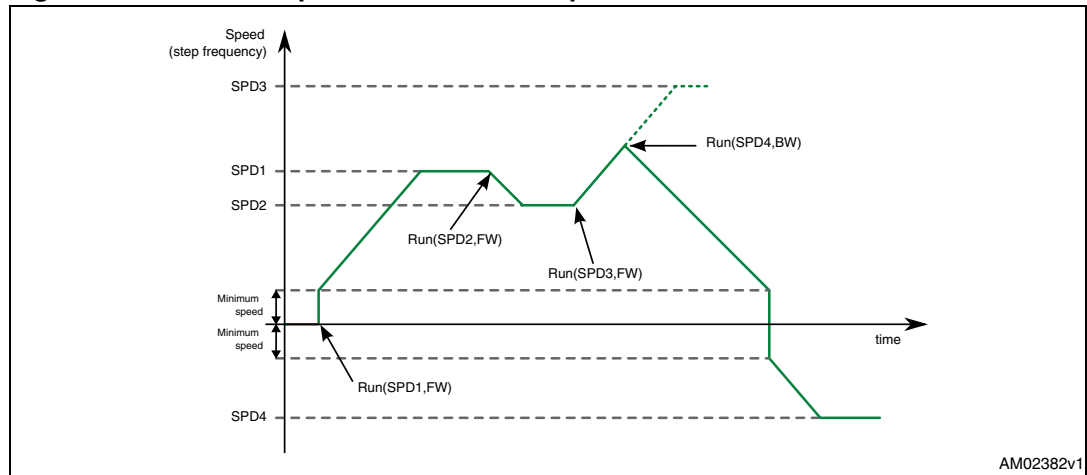 Speed
(step frequency)
SPD3
Run(SPD4,BW)
SPD1
SPD2
Run(SPD2,FW)
Run(SPD3,FW)
Minimum
speed
Minimum
speed
time
Run(SPD1,FW)
SPD4
AM02382v1